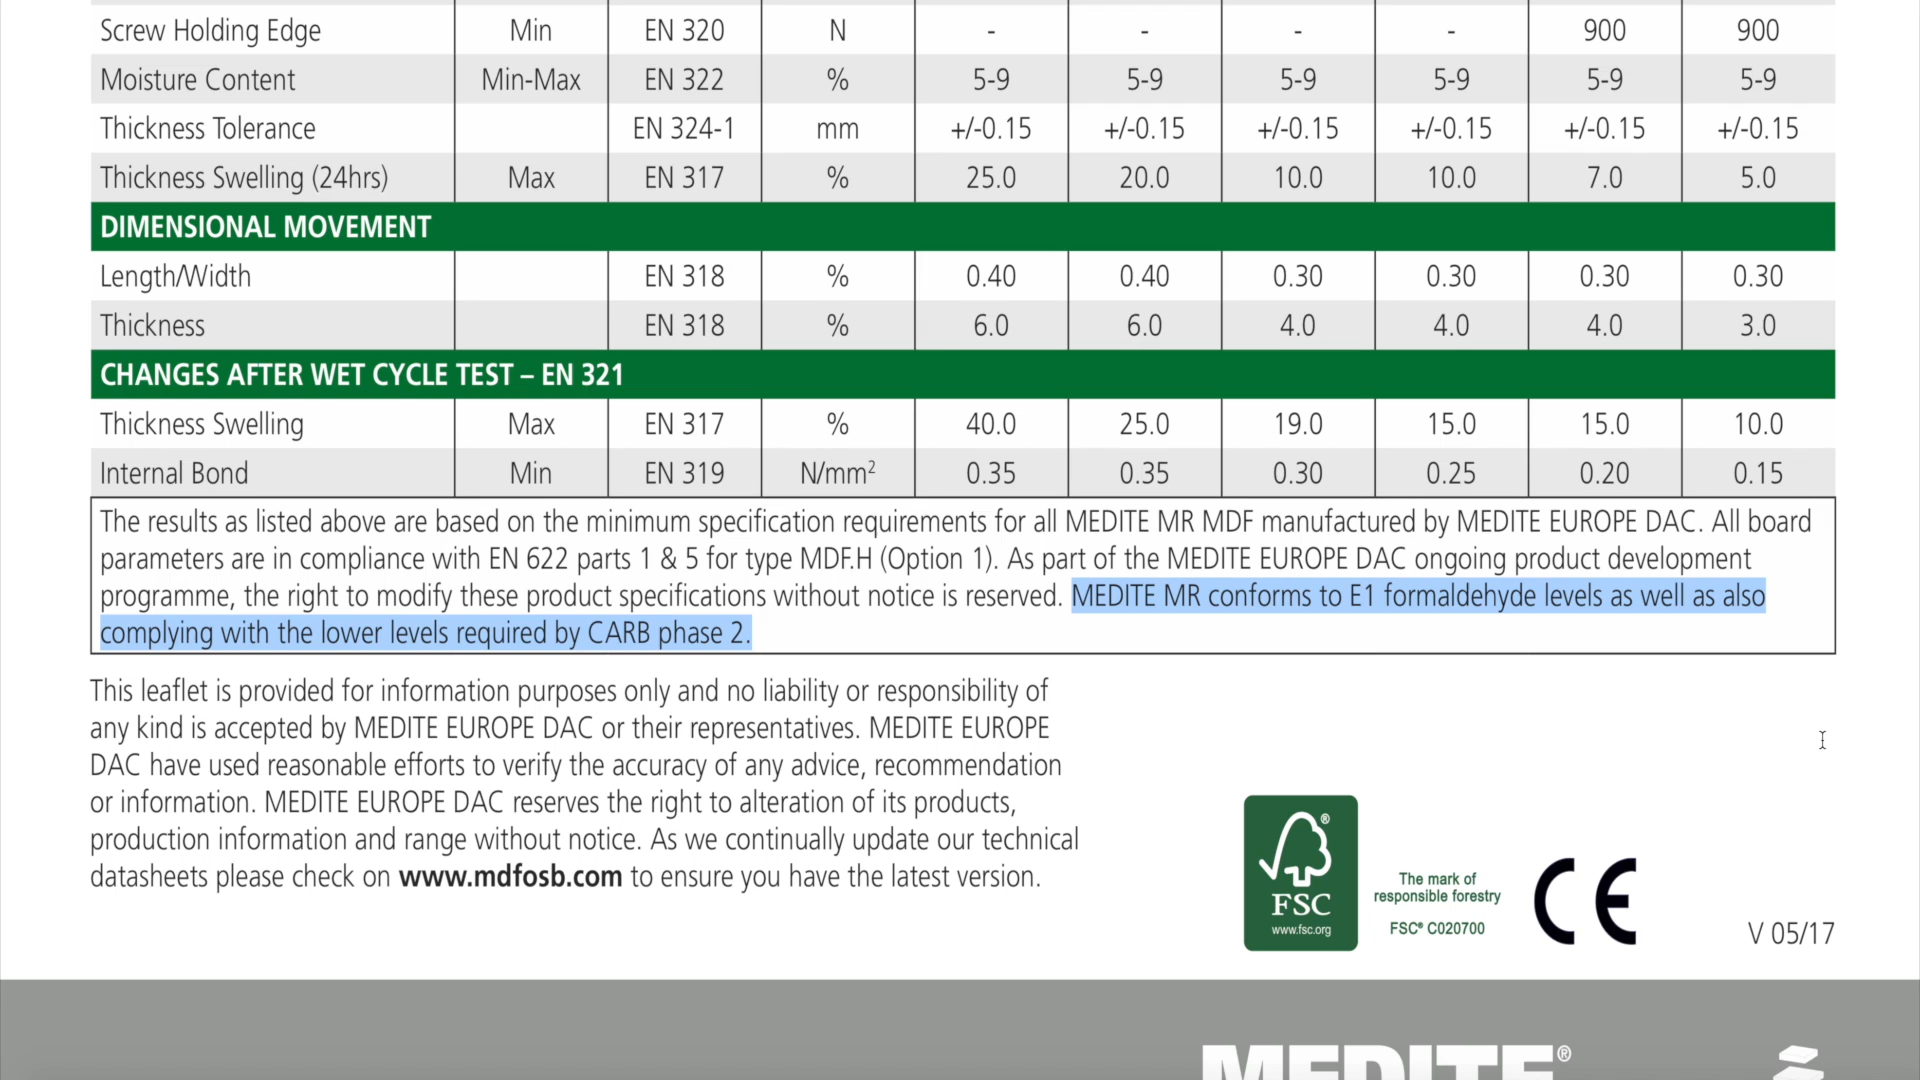 Screw Holding Edge Min EN 320 N - - - - 900 900
Moisture Content Min-Max EN 322 % 5-9 5-9 5-9 5-9 5-9 5-9
Thickness Tolerance EN 324-1 mm +/-0.15 +/-0.15 +/-0.15 +/-0.15 +/-0.15 +/-0.15
Thickness Swelling (24hrs) Max EN 317 % 25.0 20.0 10.0 10.0 7.0 5.0
DIMENSIONAL MOVEMENT
Length/Width EN 318 % 0.40 0.40 0.30 0.30 0.30 0.30
Thickness EN 318 % 6.0 6.0 4.0 4.0 4.0 3.0
CHANGES AFTER WET CYCLE TEST – EN 321
Thickness Swelling Max EN 317 % 40.0 25.0 19.0 15.0 15.0 10.0
Internal Bond Min EN 319 N/mm² 0.35 0.35 0.30 0.25 0.20 0.15
The results as listed above are based on the minimum specification requirements for all MEDITE MR MDF manufactured by MEDITE EUROPE DAC. All board
parameters are in compliance with EN 622 parts 1 & 5 for type MDF.H (Option 1). As part of the MEDITE EUROPE DAC ongoing product development
programme, the right to modify these product specifications without notice is reserved. MEDITE MR conforms to E1 formaldehyde levels as well as also
complying with the lower levels required by CARB phase 2.
This leaflet is provided for information purposes only and no liability or responsibility of
any kind is accepted by MEDITE EUROPE DAC or their representatives. MEDITE EUROPE
DAC have used reasonable efforts to verify the accuracy of any advice, recommendation
or information. MEDITE EUROPE DAC reserves the right to alteration of its products,
production information and range without notice. As we continually update our technical
datasheets please check on www.mdfosb.com to ensure you have the latest version.
®
FSC
www.fsc.org
The mark of
responsible forestry
FSC® C020700
CE
V 05/17
MEDITE®